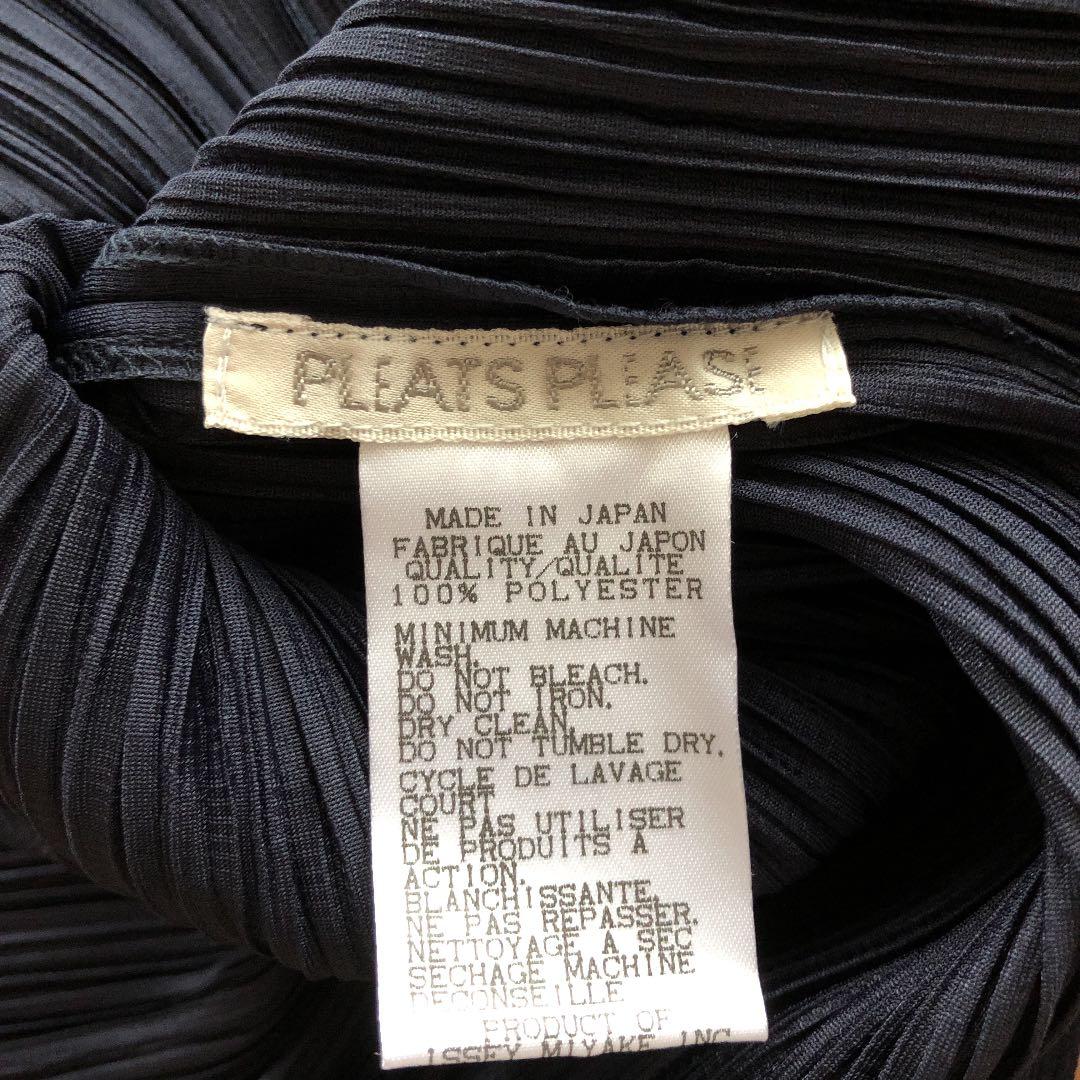 PLEATS PLEASE
MADE IN JAPAN
FABRIQUE AU JAPON
QUALITY/QUALITE
100% POLYESTER
MINIMUM MACHINE
WASH.
DO NOT BLEACH.
DO NOT IRON.
DRY CLEAN.
DO NOT TUMBLE DRY.
CYCLE DE LAVAGE
COURT
NE PAS UTILISER
DE PRODUITS A
ACTION.
BLANCHISSANTE.
NE PAS REPASSER.
NETTOYAGE A SEC
SECHAGE MACHINE
DECONSEILLE
PRODUCT OF
ISSEY MIYAKE INC